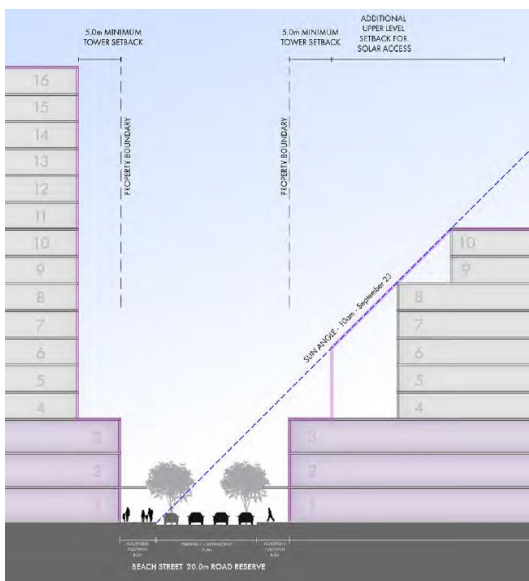 5.0m MINIMUM
TOWER SETBACK
5.0m MINIMUM
TOWER SETBACK
ADDITIONAL
UPPER LEVEL
SETBACK FOR
SOLAR ACCESS
PROPERTY BOUNDARY
PROPERTY BOUNDARY
SUN ANGLE - 10am - September 23
16
15
14
13
12
11
10
9
8
7
6
5
4
3
2
1
10
9
8
7
6
5
4
3
2
1
BEACH STREET 20.0m ROAD RESERVE